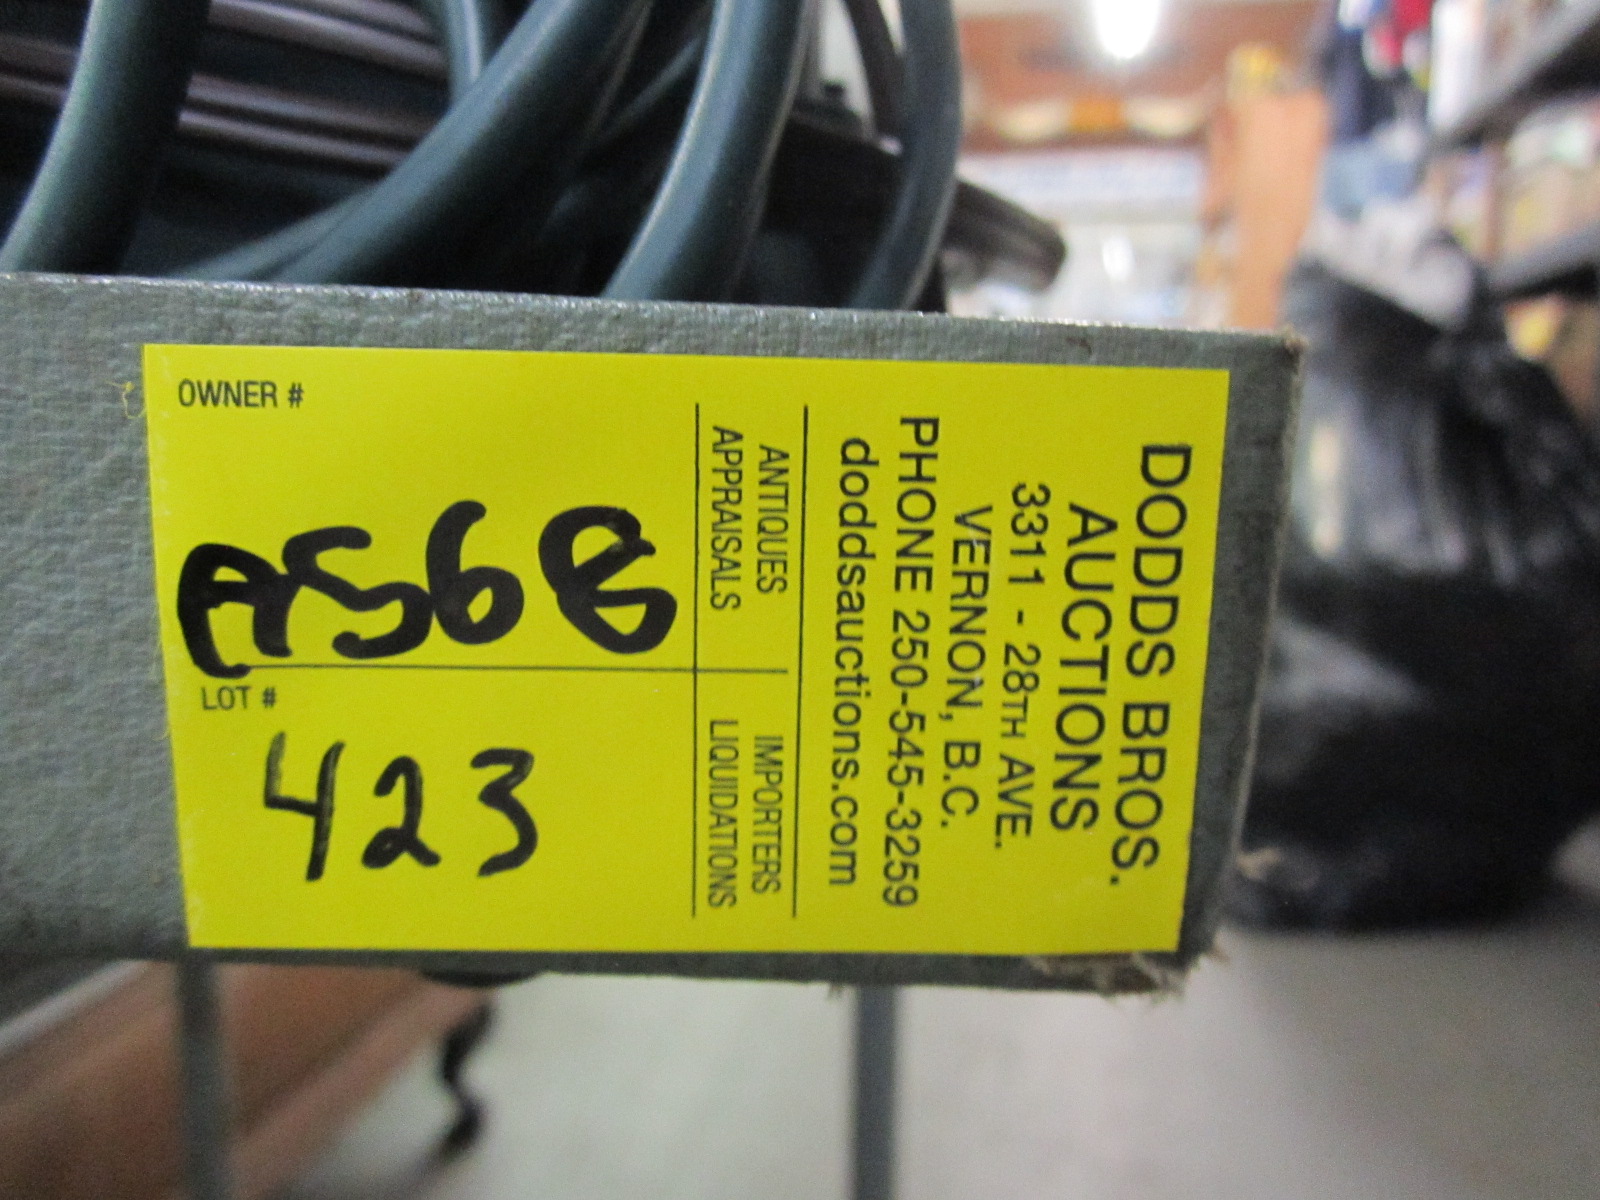 DODDS BROS.
AUCTIONS
3311 - 28TH AVE.
VERNON, B.C.
PHONE 250-545-3259
doddsauctions.com
ANTIQUES
APPRAISALS
IMPORTERS
LIQUIDATIONS
OWNER #
LOT #
423